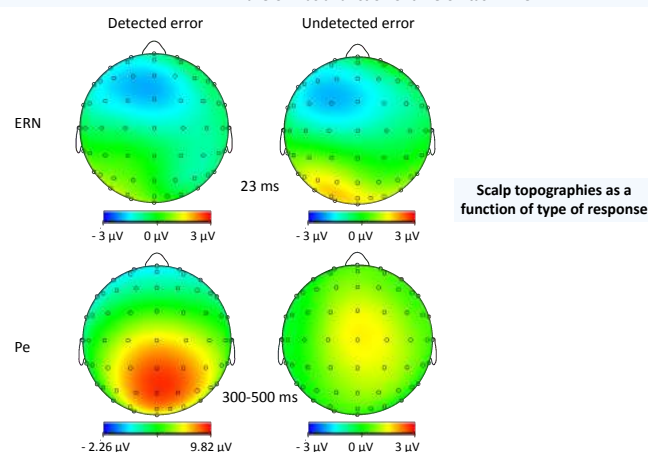 Detected error
Undetected error
ERN
23 ms
- 3 µV 0 µV 3 µV
- 3 µV 0 µV 3 µV
Scalp topographies as a
function of type of response
Pe
300-500 ms
- 2.26 µV 9.82 µV
- 3 µV 0 µV 3 µV